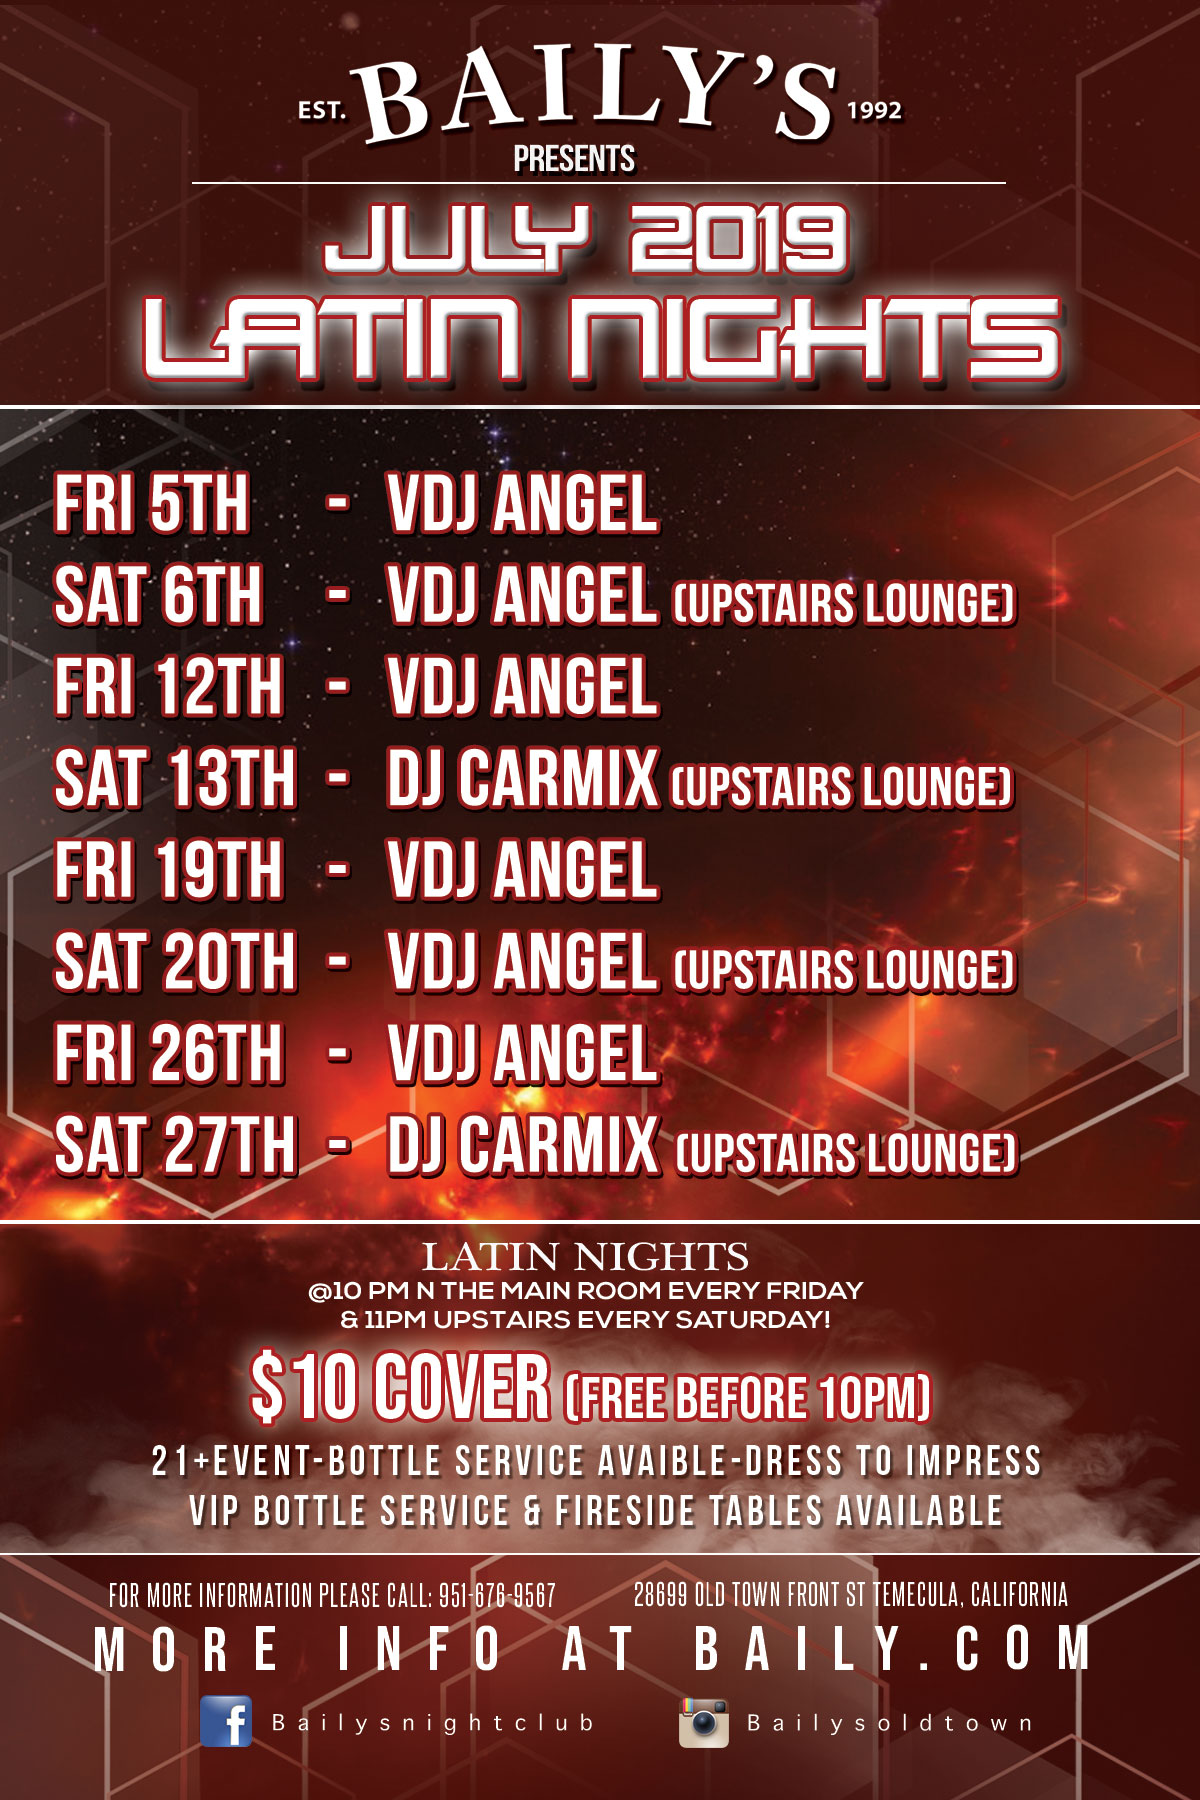 EST. BAILY'S 1992
PRESENTS
JULY 2019
LATIN NIGHTS
FRI 5TH - VDJ ANGEL
SAT 6TH - VDJ ANGEL (UPSTAIRS LOUNGE)
FRI 12TH - VDJ ANGEL
SAT 13TH - DJ CARMIX (UPSTAIRS LOUNGE)
FRI 19TH - VDJ ANGEL
SAT 20TH - VDJ ANGEL (UPSTAIRS LOUNGE)
FRI 26TH - VDJ ANGEL
SAT 27TH - DJ CARMIX (UPSTAIRS LOUNGE)
LATIN NIGHTS
@10 PM N THE MAIN ROOM EVERY FRIDAY
& 11PM UPSTAIRS EVERY SATURDAY!
$10 COVER (FREE BEFORE 10PM)
21+EVENT-BOTTLE SERVICE AVAIBLE-DRESS TO IMPRESS
VIP BOTTLE SERVICE & FIRESIDE TABLES AVAILABLE
FOR MORE INFORMATION PLEASE CALL: 951-676-9567 28699 OLD TOWN FRONT ST TEMECULA, CALIFORNIA
MORE INFO AT BAILY.COM
f Bailysnightclub Bailysoldtown